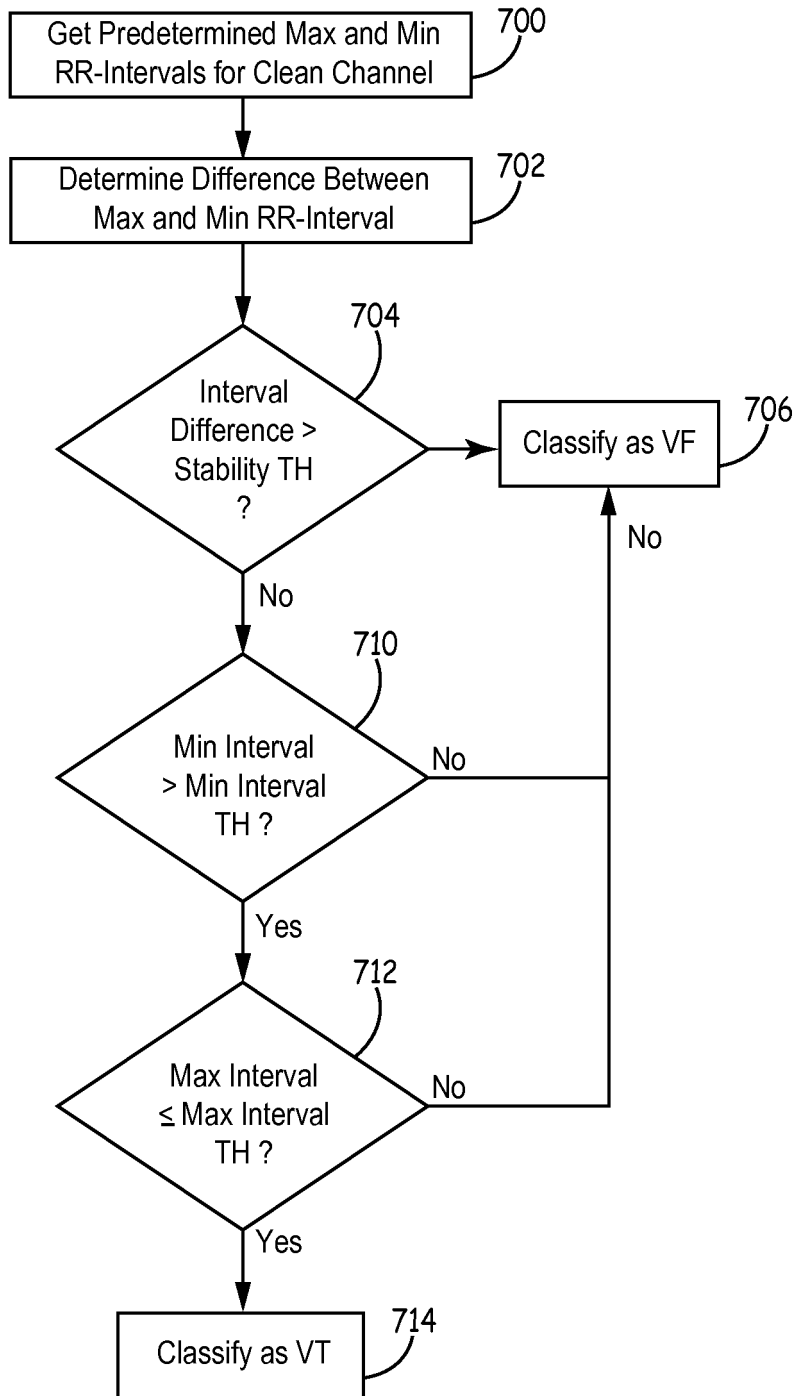 Get Predetermined Max and Min
RR-Intervals for Clean Channel
700
Determine Difference Between
Max and Min RR-Interval
702
704
Interval
Difference >
Stability TH
?
706
Classify as VF
No
No
710
Min Interval
> Min Interval
TH ?
No
Yes
712
Max Interval
≤ Max Interval
TH ?
No
Yes
714
Classify as VT